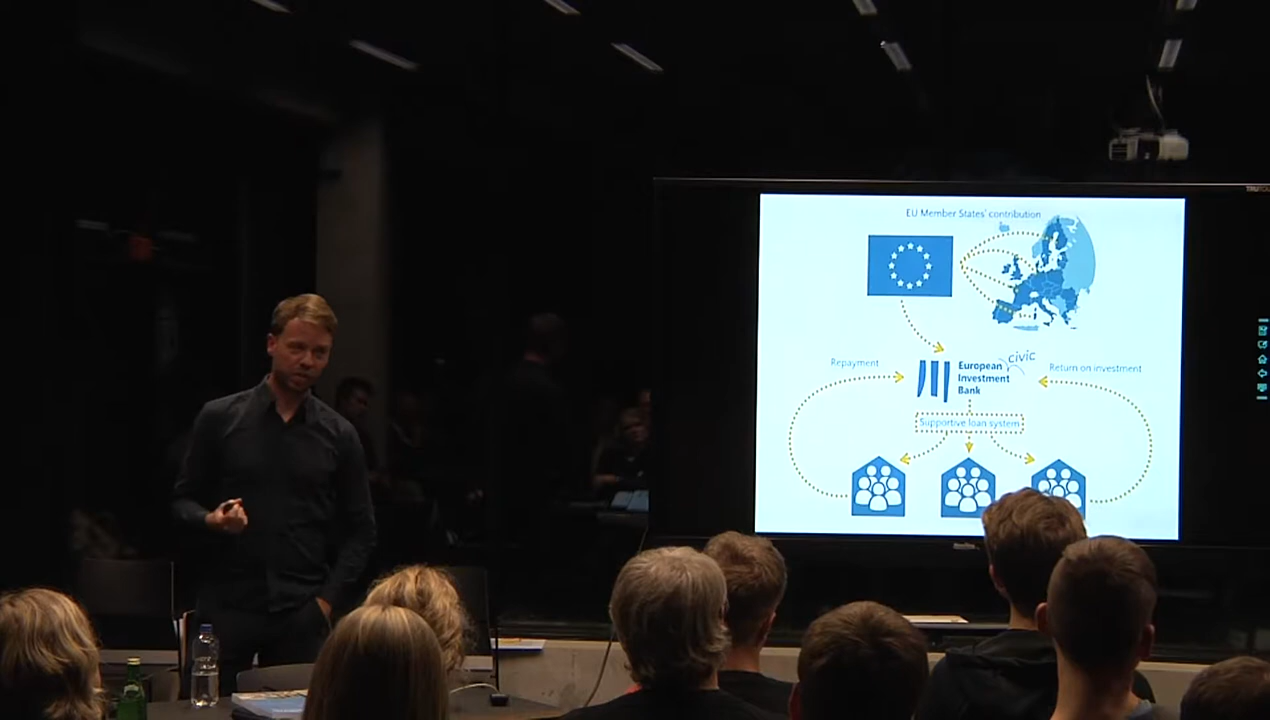 EU Member States' contribution
Repayment
European
Investment
Bank
civic
Return on investment
Supportive loan system